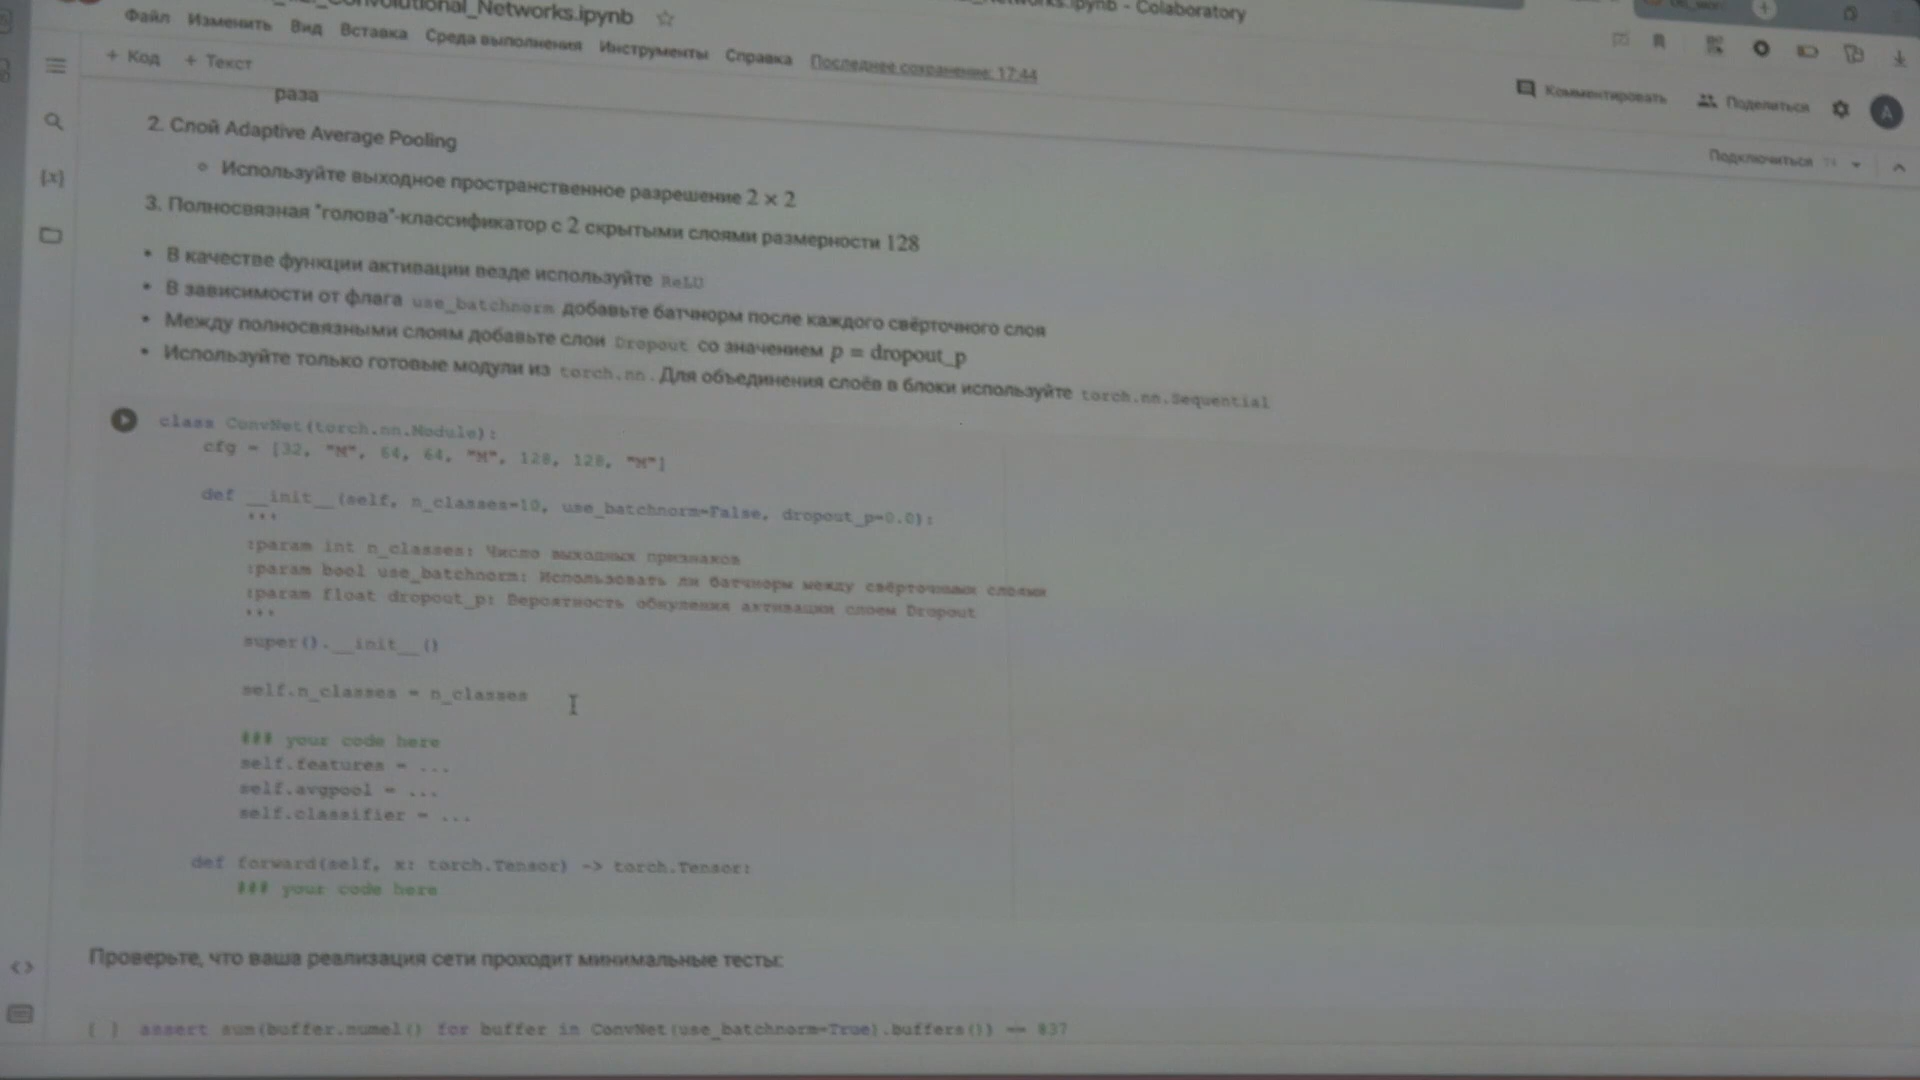 _Convolutional_Networks.ipynb
_Networks.ipynb - Colaboratory
Файл Изменить Вид Вставка Среда выполнения Инструменты Справка Последнее сохранение: 17:44
+ Код + Текст
Комментировать Поделиться A
Подключиться
раза
2. Слой Adaptive Average Pooling
Используйте выходное пространственное разрешение 2 × 2
3. Полносвязная "голова"-классификатор с 2 скрытыми слоями размерности 128
В качестве функции активации везде используйте ReLU
В зависимости от флага use_batchnorm добавьте батчнорм после каждого свёрточного слоя
Между полносвязными слоям добавьте слои Dropout со значением p = dropout_p
Используйте только готовые модули из torch.nn. Для объединения слоёв в блоки используйте torch.nn.Sequential
class ConvNet(torch.nn.Module):
cfg = [32, "M", 64, 64, "M", 128, 128, "M"]
def __init__(self, n_classes=10, use_batchnorm=False, dropout_p=0.0):
'''
:param int n_classes: Число выходных признаков
:param bool use_batchnorm: Использовать ли батчнорм между свёрточными слоями
:param float dropout_p: Вероятность обнуления активации слоем Dropout
'''
super().__init__()
self.n_classes = n_classes
### your code here
self.features = ...
self.avgpool = ...
self.classifier = ...
def forward(self, x: torch.Tensor) -> torch.Tensor:
### your code here
Проверьте, что ваша реализация сети проходит минимальные тесты:
[ ] assert sum(buffer.numel() for buffer in ConvNet(use_batchnorm=True).buffers()) == 837